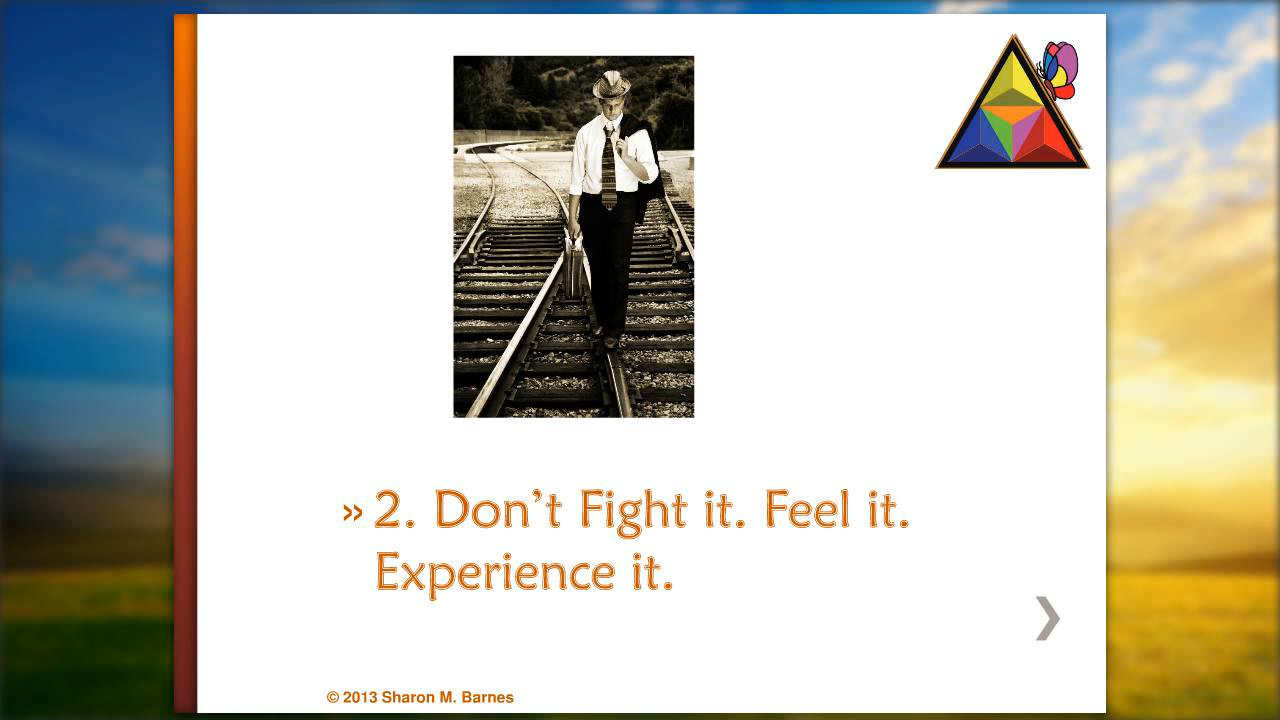 » 2. Don’t Fight it. Feel it.
Experience it.
© 2013 Sharon M. Barnes